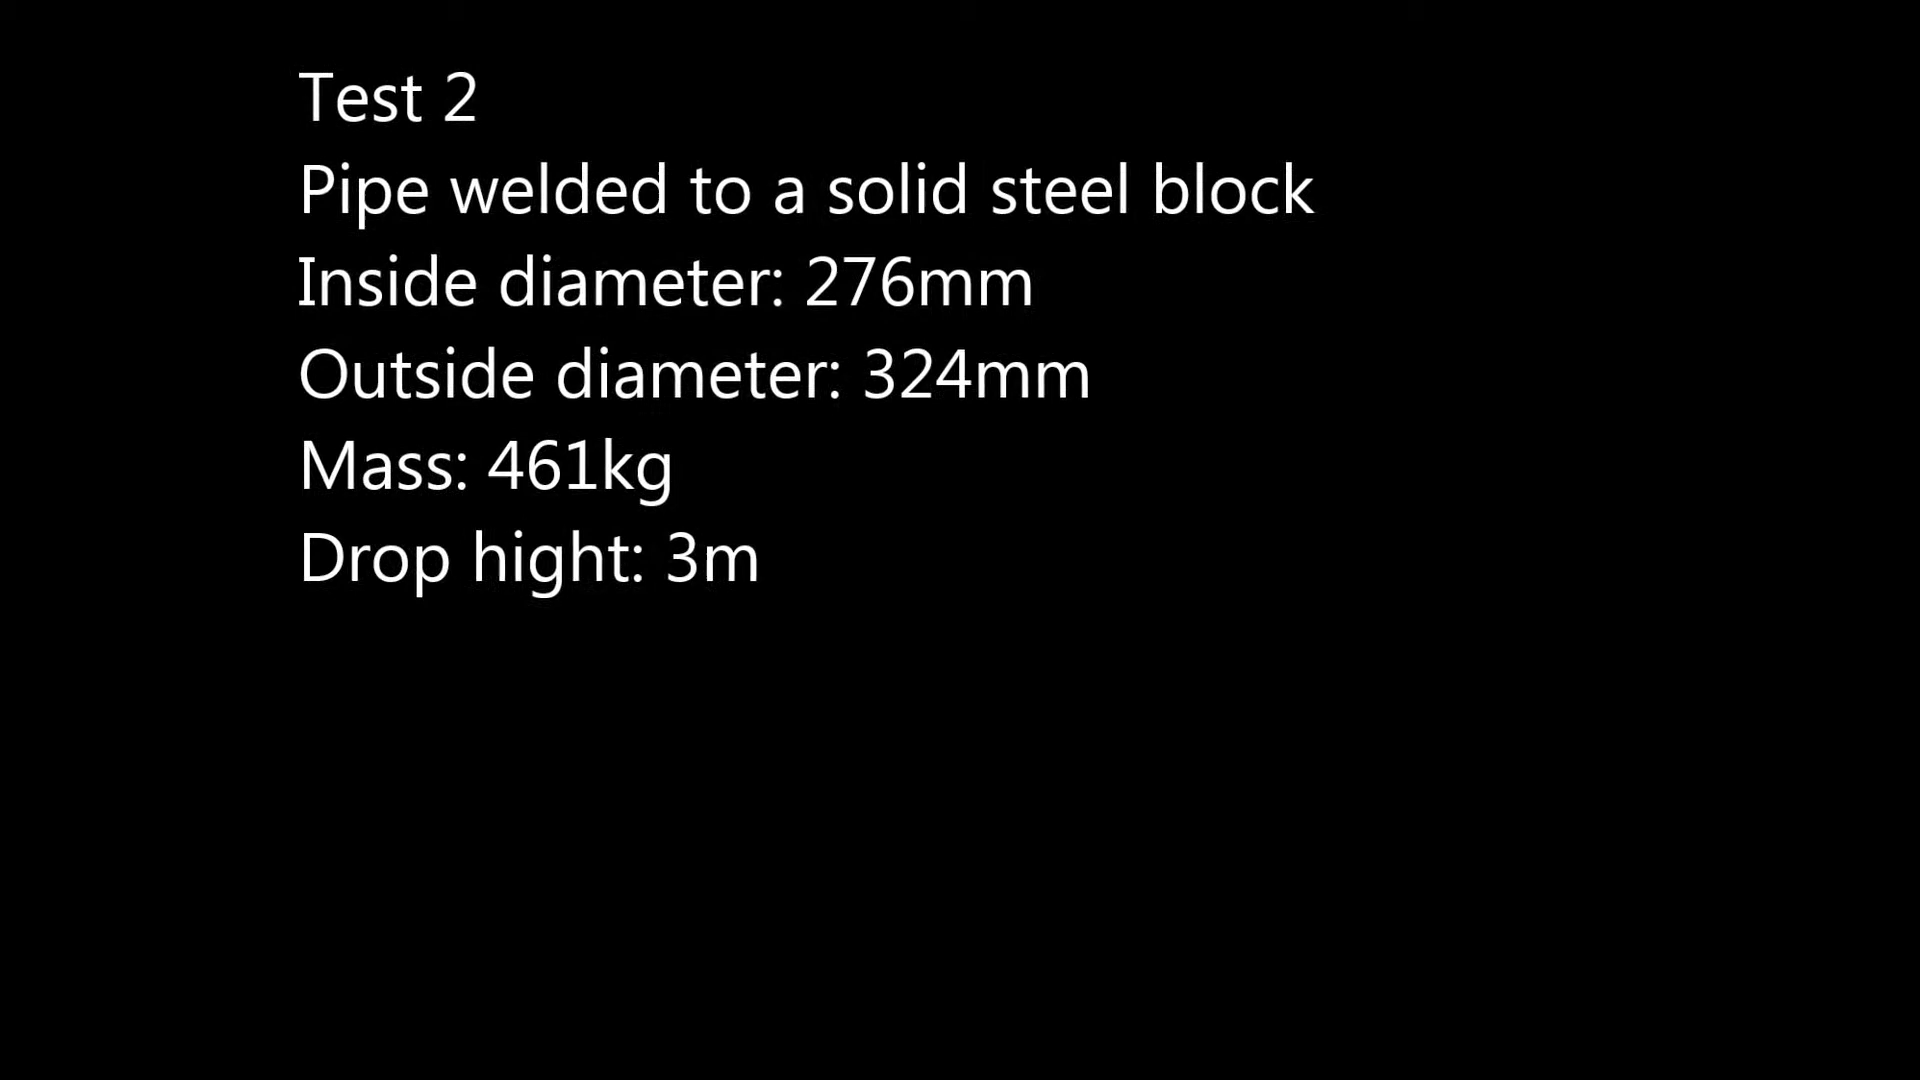 Test 2
Pipe welded to a solid steel block
Inside diameter: 276mm
Outside diameter: 324mm
Mass: 461kg
Drop hight: 3m